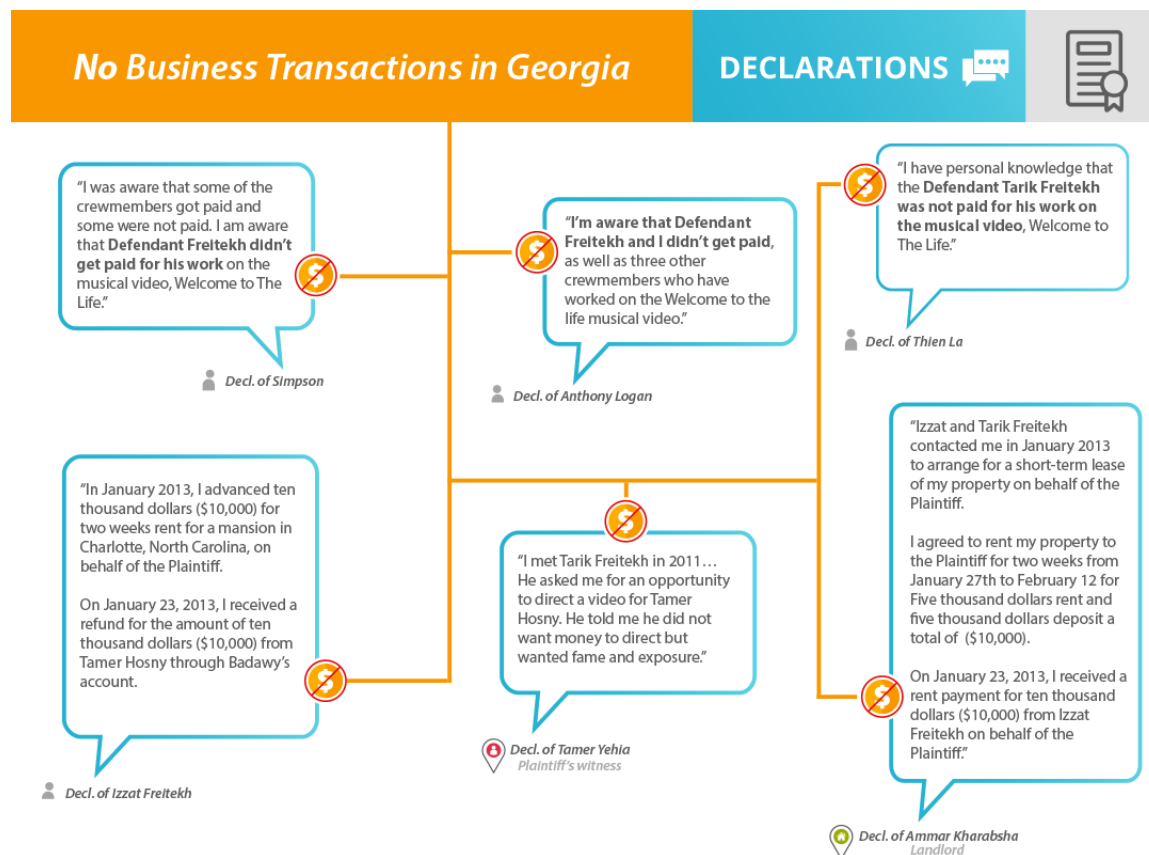 No Business Transactions in Georgia
DECLARATIONS
“I was aware that some of the
crewmembers got paid and
some were not paid. I am aware
that Defendant Freitekh didn’t
get paid for his work on the
musical video, Welcome to The
Life.”
Decl. of Simpson
“I’m aware that Defendant
Freitekh and I didn’t get paid,
as well as three other
crewmembers who have
worked on the Welcome to the
life musical video.”
Decl. of Anthony Logan
“I have personal knowledge that
the Defendant Tarik Freitekh
was not paid for his work on
the musical video, Welcome to
The Life.”
Decl. of Thien La
“In January 2013, I advanced ten
thousand dollars ($10,000) for
two weeks rent for a mansion in
Charlotte, North Carolina, on
behalf of the Plaintiff.
On January 23, 2013, I received a
refund for the amount of ten
thousand dollars ($10,000) from
Tamer Hosny through Badawy’s
account.
Decl. of Izzat Freitekh
“I met Tarik Freitekh in 2011…
He asked me for an opportunity
to direct a video for Tamer
Hosny. He told me he did not
want money to direct but
wanted fame and exposure.”
Decl. of Tamer Yehia
Plaintiff’s witness
“Izzat and Tarik Freitekh
contacted me in January 2013
to arrange for a short-term lease
of my property on behalf of the
Plaintiff.
I agreed to rent my property to
the Plaintiff for two weeks from
January 27th to February 12 for
Five thousand dollars rent and
five thousand dollars deposit a
total of ($10,000).
On January 23, 2013, I received a
rent payment for ten thousand
dollars ($10,000) from Izzat
Freitekh on behalf of the
Plaintiff.”
Decl. of Ammar Kharabsha
Landlord